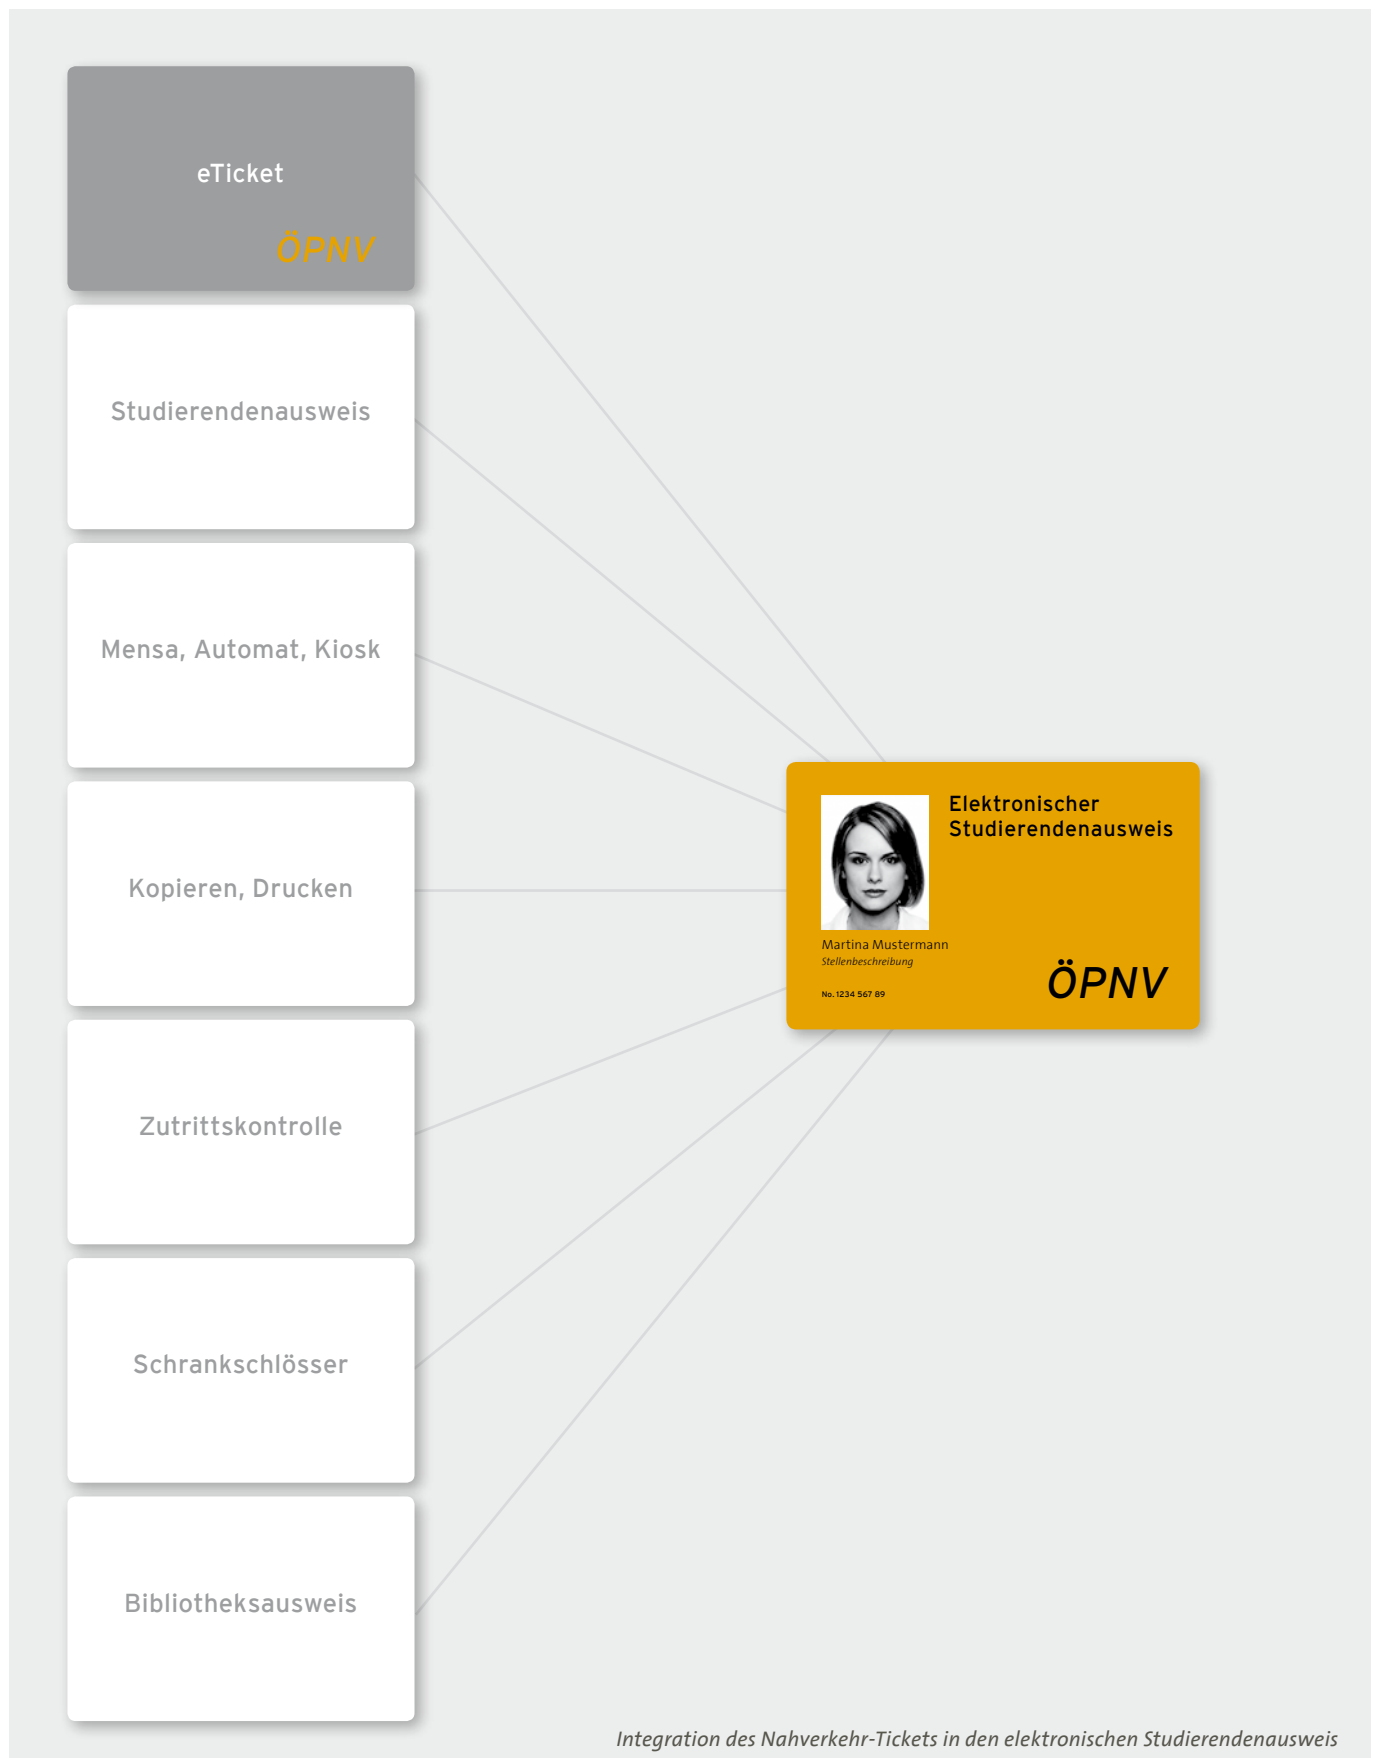 eTicket
ÖPNV
Studierendenausweis
Mensa, Automat, Kiosk
Kopieren, Drucken
Zutrittskontrolle
Schrankschlösser
Bibliotheksausweis
Elektronischer
Studierendenausweis
Martina Mustermann
Stellenbeschreibung
No. 1234 567 89
ÖPNV
Integration des Nahverkehr-Tickets in den elektronischen Studierendenausweis